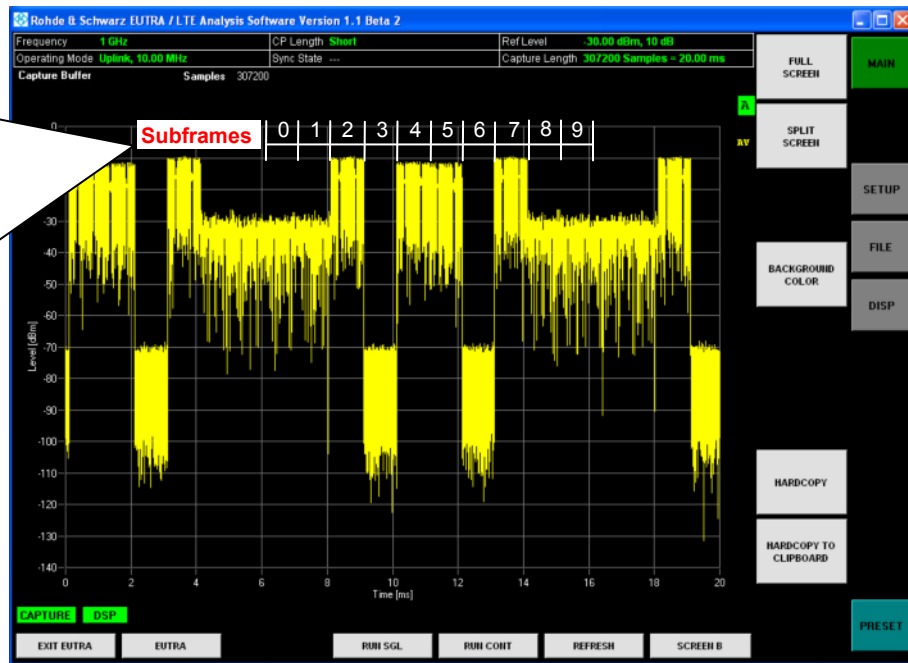 Rohde & Schwarz EUTRA / LTE Analysis Software Version 1.1 Beta 2
Frequency 1 GHz CP Length Short Ref Level -30.00 dBm, 10 dB
Operating Mode Uplink, 10.00 MHz Sync State --- Capture Length 307200 Samples = 20.00 ms
Capture Buffer Samples 307200
FULL SCREEN
MAIN
A
AV
SPLIT SCREEN
Subframes 0 1 2 3 4 5 6 7 8 9
0
SETUP
-30
FILE
-40
BACKGROUND COLOR
-50
DISP
-60
Level [dBm]
-70
-80
-90
-100
-110
HARDCOPY
-120
-130
HARDCOPY TO CLIPBOARD
-140
0 2 4 6 8 10 12 14 16 18 20
Time [ms]
CAPTURE DSP
PRESET
EXIT EUTRA EUTRA RUN SGL RUN CONT REFRESH SCREEN B